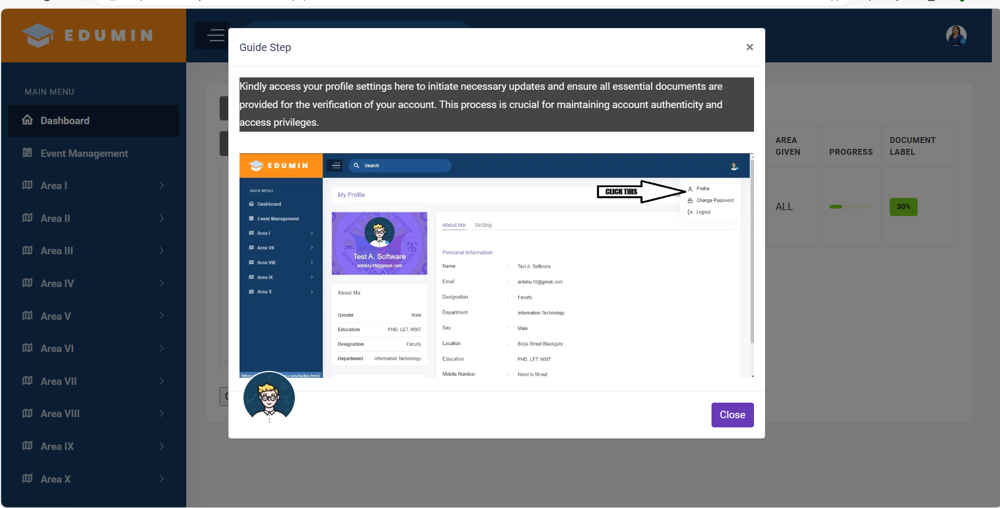 EDUMIN
MAIN MENU
Dashboard
Event Management
Area I
Area II
Area III
Area IV
Area V
Area VI
Area VII
Area VIII
Area IX
Area X
Guide Step
×
Kindly access your profile settings here to initiate necessary updates and ensure all essential documents are
provided for the verification of your account. This process is crucial for maintaining account authenticity and
access privileges.
EDUMIN
Search
MAIN MENU
Dashboard
Event Management
Area I
Area VII
Area VIII
Area IX
Area X
My Profile
CLICK THIS
Profile
Change Password
Logout
Test A. Software
antalay18@gmail.com
About Me
Gender Male
Education PHD, LET, MSIT
Designation Faculty
Department Information Technology
About Me Setting
Personal Information
Name : Test A. Software
Email : antalay18@gmail.com
Designation : Faculty
Department : Information Technology
Sex : Male
Location : Borja Street Blackgate
Education : PHD, LET, MSIT
Mobile Number : Need to fill-out
Close
AREA
GIVEN
PROGRESS
DOCUMENT
LABEL
ALL
30%